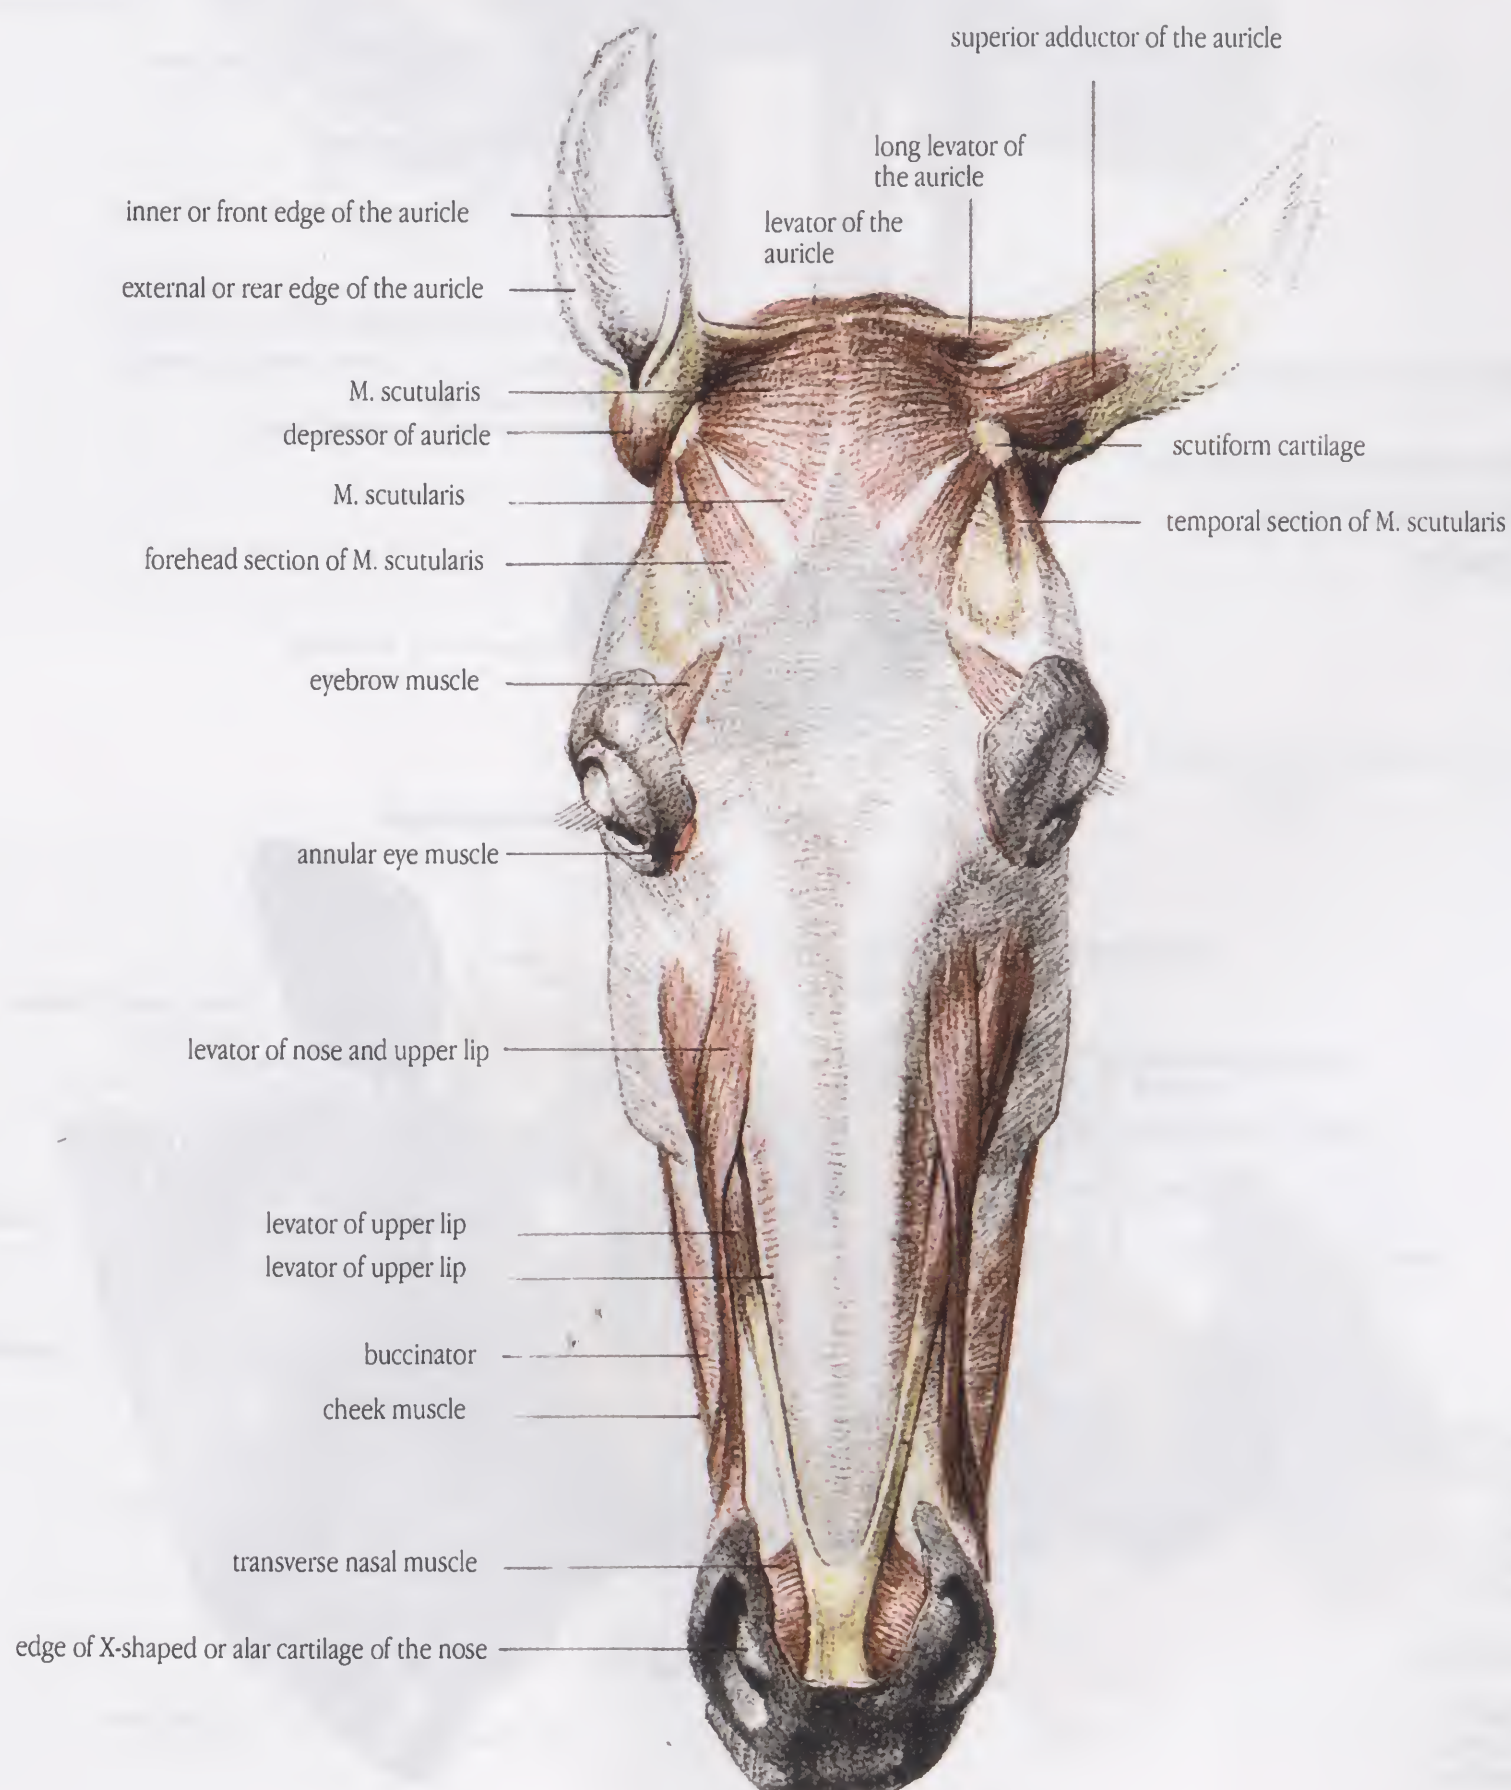 superior adductor of the auricle
long levator of
the auricle
levator of the
auricle
inner or front edge of the auricle
external or rear edge of the auricle
M. scutularis
depressor of auricle
scutiform cartilage
M. scutularis
temporal section of M. scutularis
forehead section of M. scutularis
eyebrow muscle
annular eye muscle
levator of nose and upper lip
levator of upper lip
levator of upper lip
buccinator
cheek muscle
transverse nasal muscle
edge of X-shaped or alar cartilage of the nose